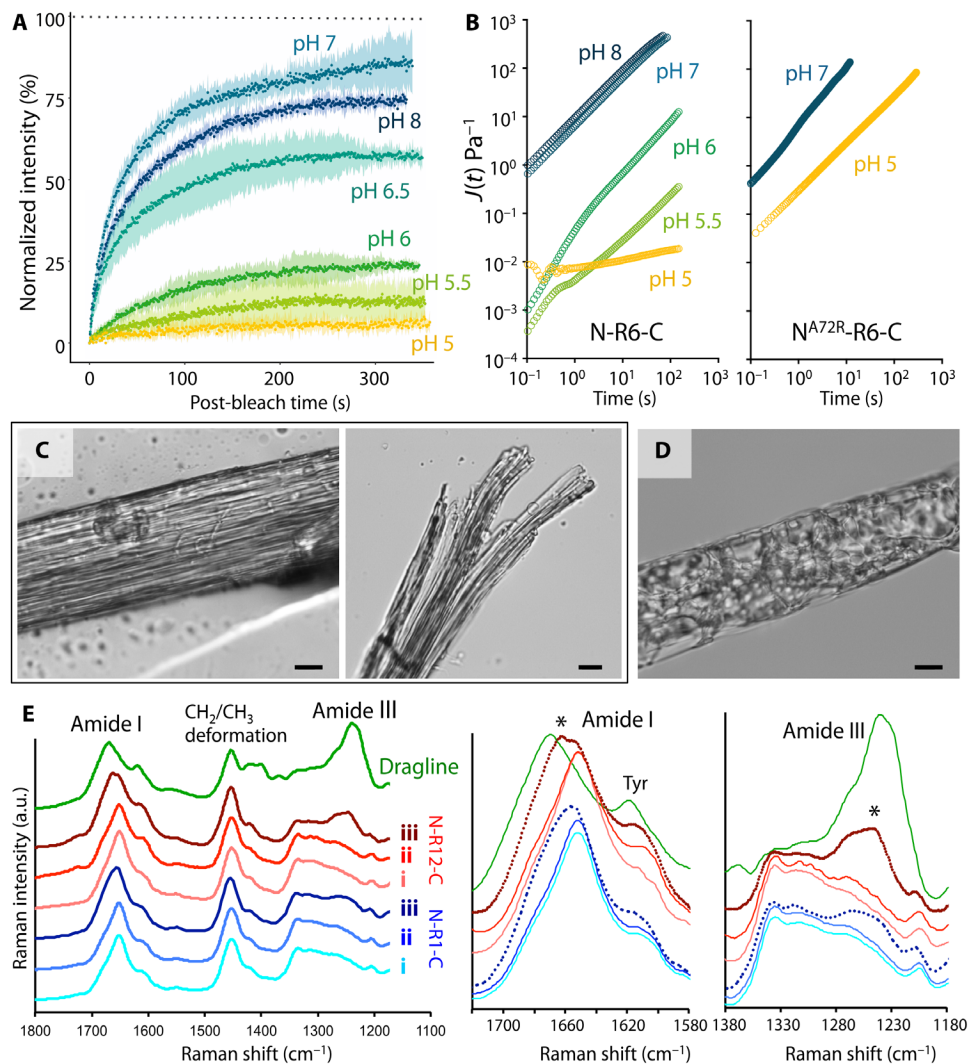 A
100
75
50
25
0
Normalized intensity (%)
pH 7
pH 8
pH 6.5
pH 6
pH 5.5
pH 5
0 100 200 300
Post-bleach time (s)
B
10³
10²
10¹
10⁰
10⁻¹
10⁻²
10⁻³
10⁻⁴
J(t) Pa⁻¹
pH 8
pH 7
pH 6
pH 5.5
pH 5
N-R6-C
10⁻¹ 10⁰ 10¹ 10² 10³
Time (s)
pH 7
pH 5
Nᴬ⁷²ᴿ-R6-C
10⁻¹ 10⁰ 10¹ 10² 10³
Time (s)
C
D
E
Amide I
CH₂/CH₃
deformation
Amide III
Dragline
iii
ii
i
N-R12-C
iii
ii
i
N-R1-C
Raman intensity (a.u.)
1800 1700 1600 1500 1400 1300 1200 1100
Raman shift (cm⁻¹)
* Amide I
Tyr
1700 1660 1620 1580
Raman shift (cm⁻¹)
Amide III
*
1380 1330 1280 1230 1180
Raman shift (cm⁻¹)